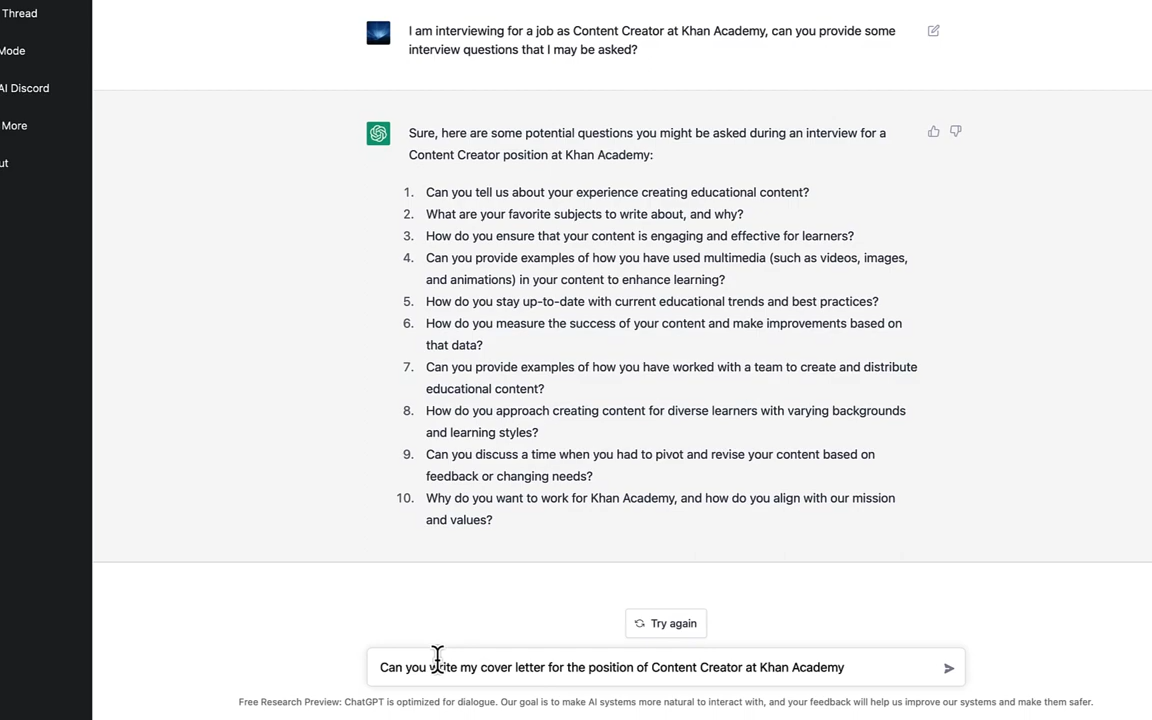 Thread
Mode
AI Discord
More
ut
I am interviewing for a job as Content Creator at Khan Academy, can you provide some
interview questions that I may be asked?
Sure, here are some potential questions you might be asked during an interview for a
Content Creator position at Khan Academy:
1. Can you tell us about your experience creating educational content?
2. What are your favorite subjects to write about, and why?
3. How do you ensure that your content is engaging and effective for learners?
4. Can you provide examples of how you have used multimedia (such as videos, images,
and animations) in your content to enhance learning?
5. How do you stay up-to-date with current educational trends and best practices?
6. How do you measure the success of your content and make improvements based on
that data?
7. Can you provide examples of how you have worked with a team to create and distribute
educational content?
8. How do you approach creating content for diverse learners with varying backgrounds
and learning styles?
9. Can you discuss a time when you had to pivot and revise your content based on
feedback or changing needs?
10. Why do you want to work for Khan Academy, and how do you align with our mission
and values?
Try again
Can you write my cover letter for the position of Content Creator at Khan Academy
Free Research Preview: ChatGPT is optimized for dialogue. Our goal is to make AI systems more natural to interact with, and your feedback will help us improve our systems and make them safer.